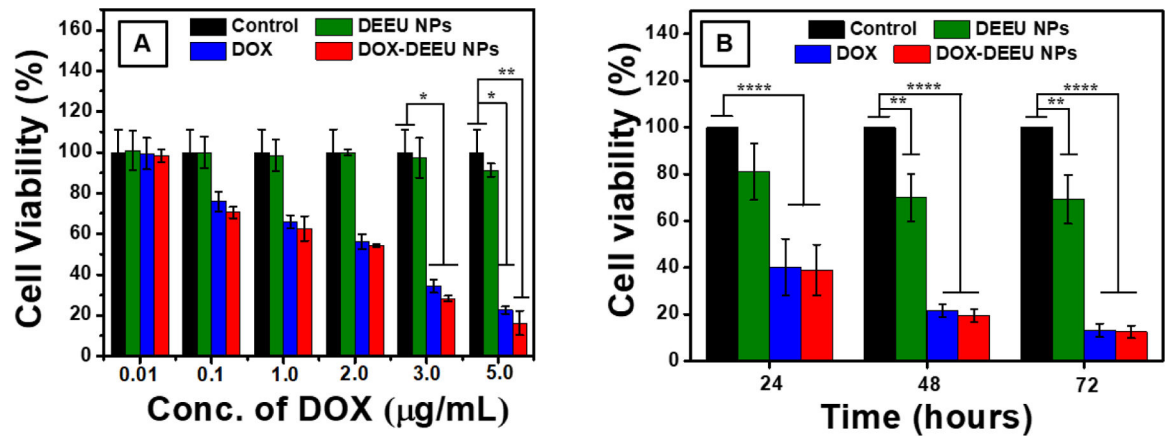 A
Control
DEEU NPs
DOX
DOX-DEEU NPs
Cell Viability (%)
160
140
120
100
80
60
40
20
0
*
**
*
0.01 0.1 1.0 2.0 3.0 5.0
Conc. of DOX (μg/mL)
B
Control
DEEU NPs
DOX
DOX-DEEU NPs
Cell viability (%)
140
120
100
80
60
40
20
0
****
****
**
****
**
24 48 72
Time (hours)